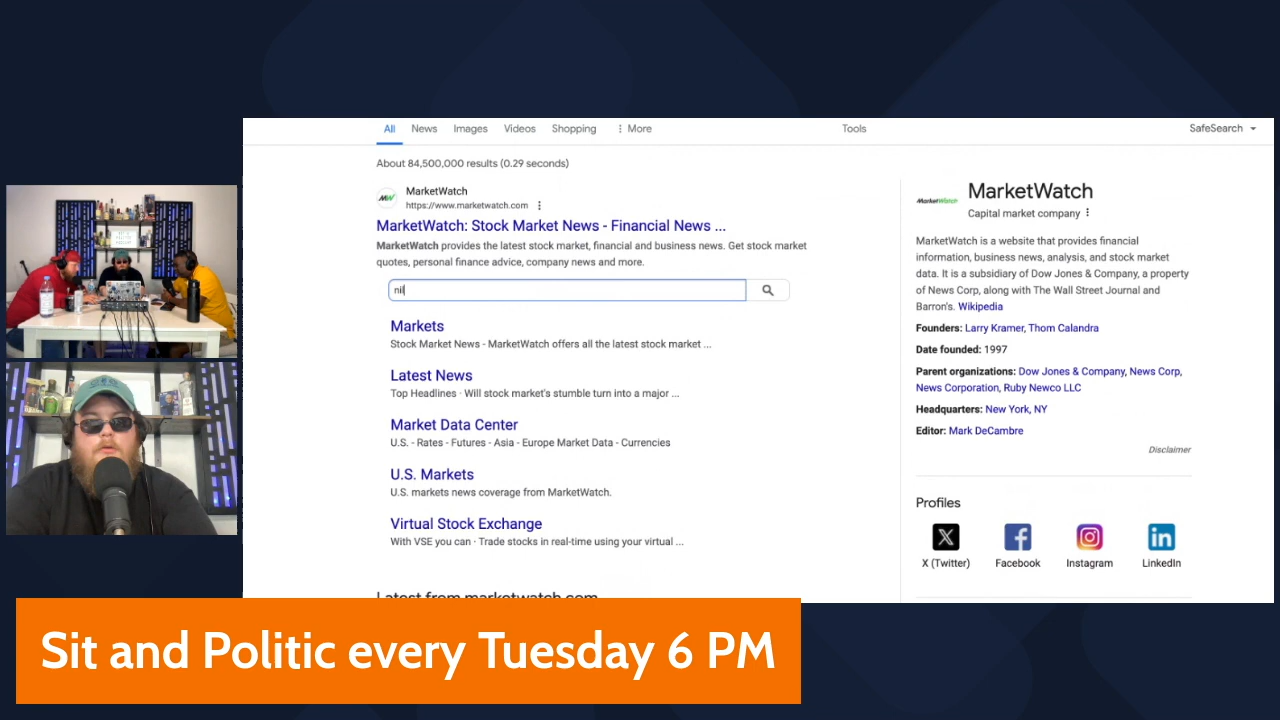 All News Images Videos Shopping More Tools SafeSearch
About 84,500,000 results (0.29 seconds)
MarketWatch
https://www.marketwatch.com
MarketWatch: Stock Market News - Financial News ...
MarketWatch provides the latest stock market, financial and business news. Get stock market
quotes, personal finance advice, company news and more.
nil
Markets
Stock Market News - MarketWatch offers all the latest stock market ...
Latest News
Top Headlines · Will stock market's stumble turn into a major ...
Market Data Center
U.S. - Rates - Futures - Asia - Europe Market Data - Currencies
U.S. Markets
U.S. markets news coverage from MarketWatch.
Virtual Stock Exchange
With VSE you can · Trade stocks in real-time using your virtual ...
Latest from marketwatch.com
MarketWatch
MarketWatch
Capital market company
MarketWatch is a website that provides financial
information, business news, analysis, and stock market
data. It is a subsidiary of Dow Jones & Company, a property
of News Corp, along with The Wall Street Journal and
Barron's. Wikipedia
Founders: Larry Kramer, Thom Calandra
Date founded: 1997
Parent organizations: Dow Jones & Company, News Corp,
News Corporation, Ruby Newco LLC
Headquarters: New York, NY
Editor: Mark DeCambre
Disclaimer
Profiles
X (Twitter) Facebook Instagram LinkedIn
Sit and Politic every Tuesday 6 PM